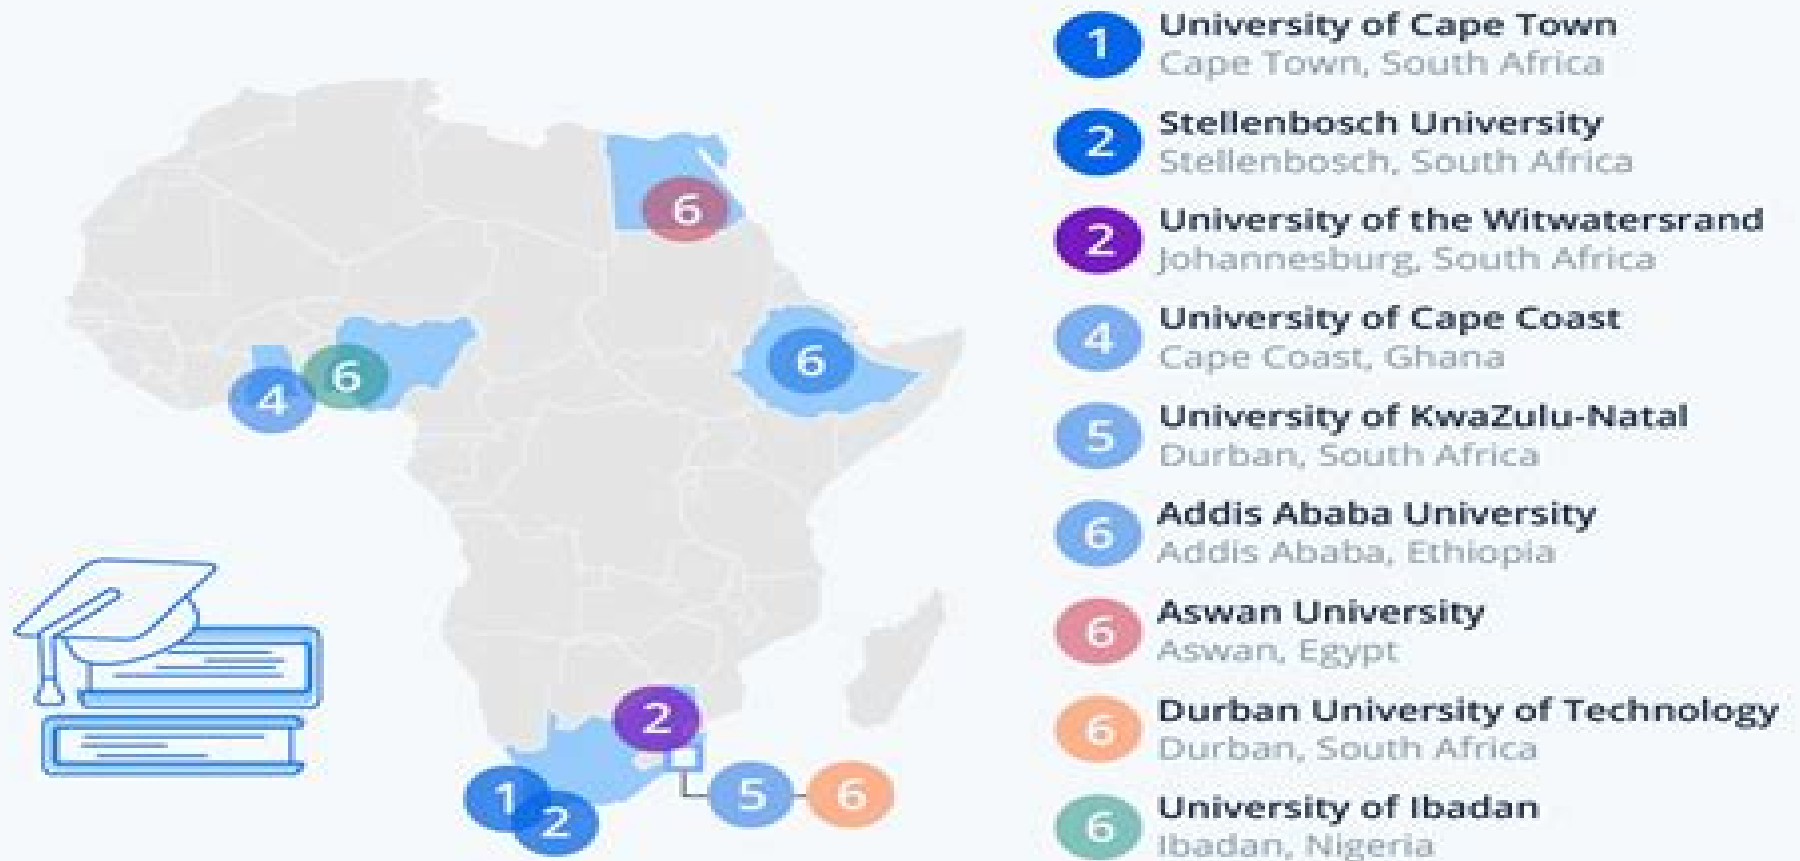 1 University of Cape Town
Cape Town, South Africa
2 Stellenbosch University
Stellenbosch, South Africa
2 University of the Witwatersrand
Johannesburg, South Africa
4 University of Cape Coast
Cape Coast, Ghana
5 University of KwaZulu-Natal
Durban, South Africa
6 Addis Ababa University
Addis Ababa, Ethiopia
6 Aswan University
Aswan, Egypt
6 Durban University of Technology
Durban, South Africa
6 University of Ibadan
Ibadan, Nigeria
6
6
6
4
2
1
2
5
6